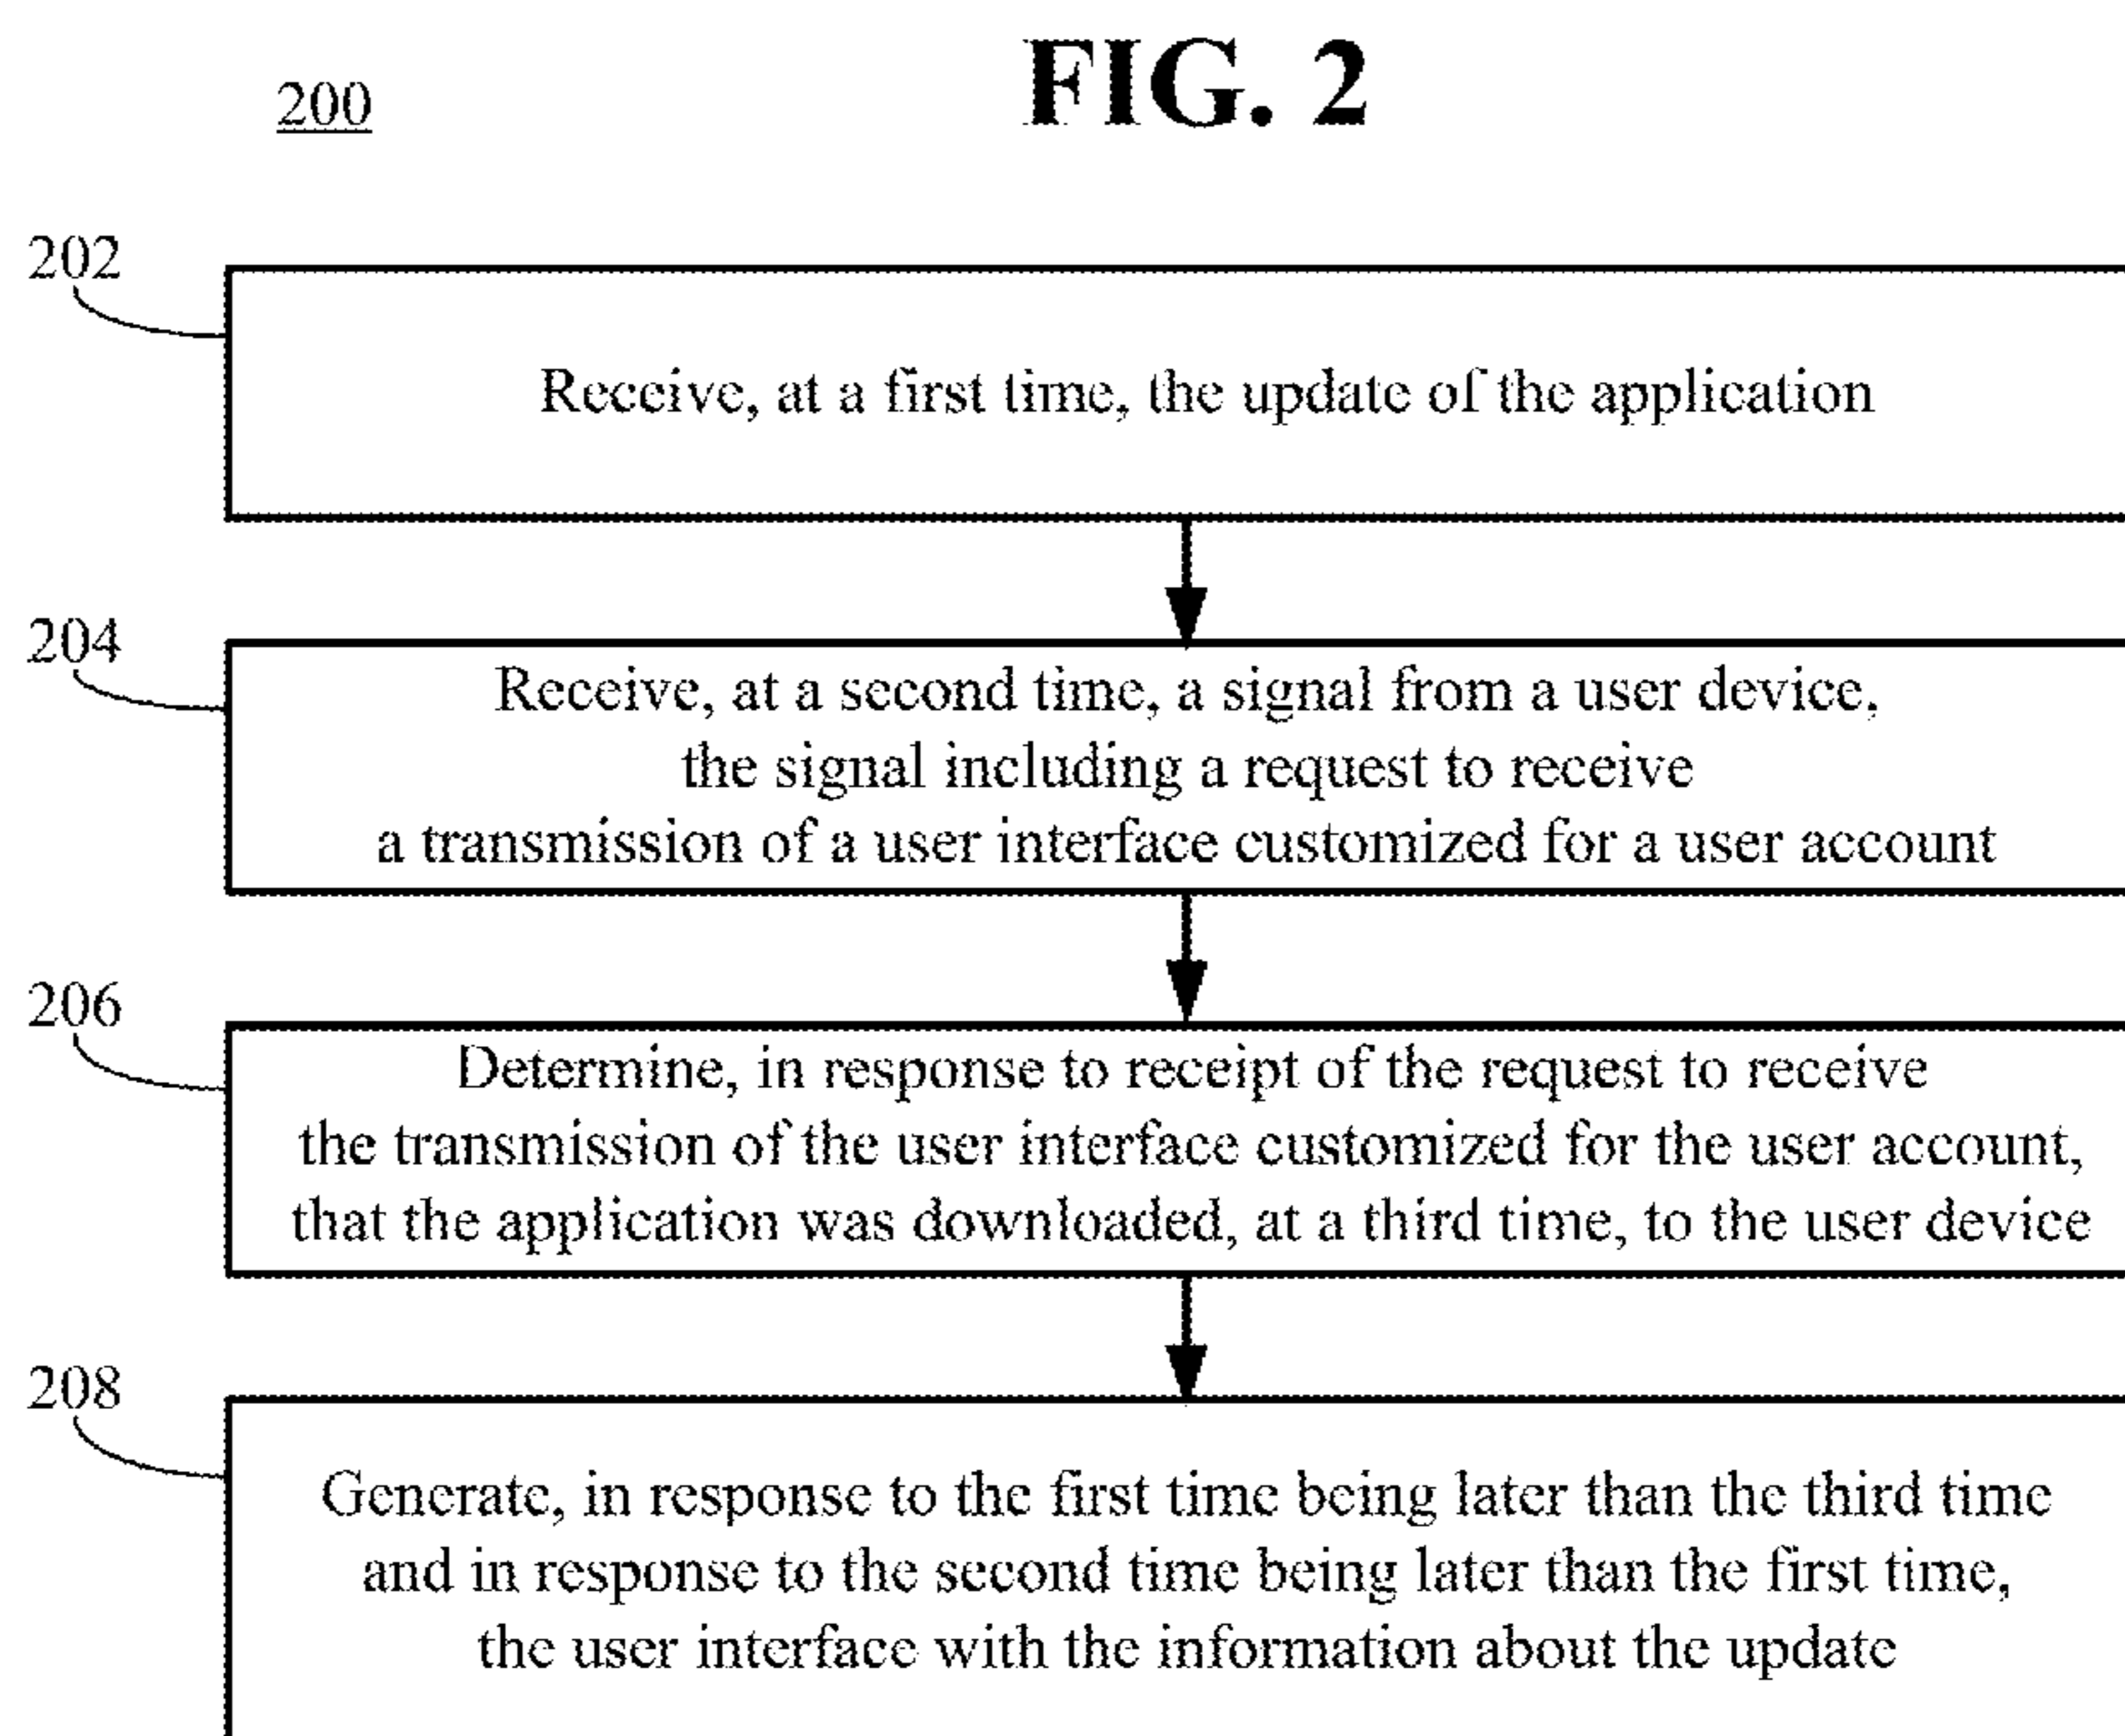 FIG. 2
200
202
Receive, at a first time, the update of the application
204
Receive, at a second time, a signal from a user device,
the signal including a request to receive
a transmission of a user interface customized for a user account
206
Determine, in response to receipt of the request to receive
the transmission of the user interface customized for the user account,
that the application was downloaded, at a third time, to the user device
208
Generate, in response to the first time being later than the third time
and in response to the second time being later than the first time,
the user interface with the information about the update